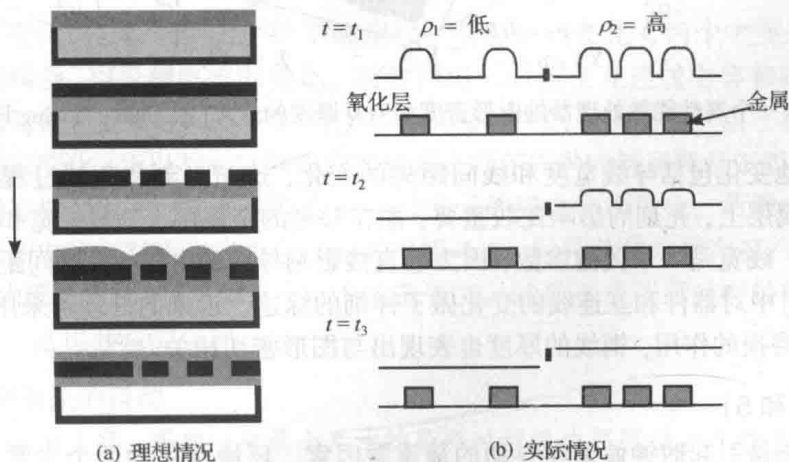 t = t₁
ρ₁ = 低
ρ₂ = 高
氧化层
金属
t = t₂
t = t₃
(a) 理想情况
(b) 实际情况